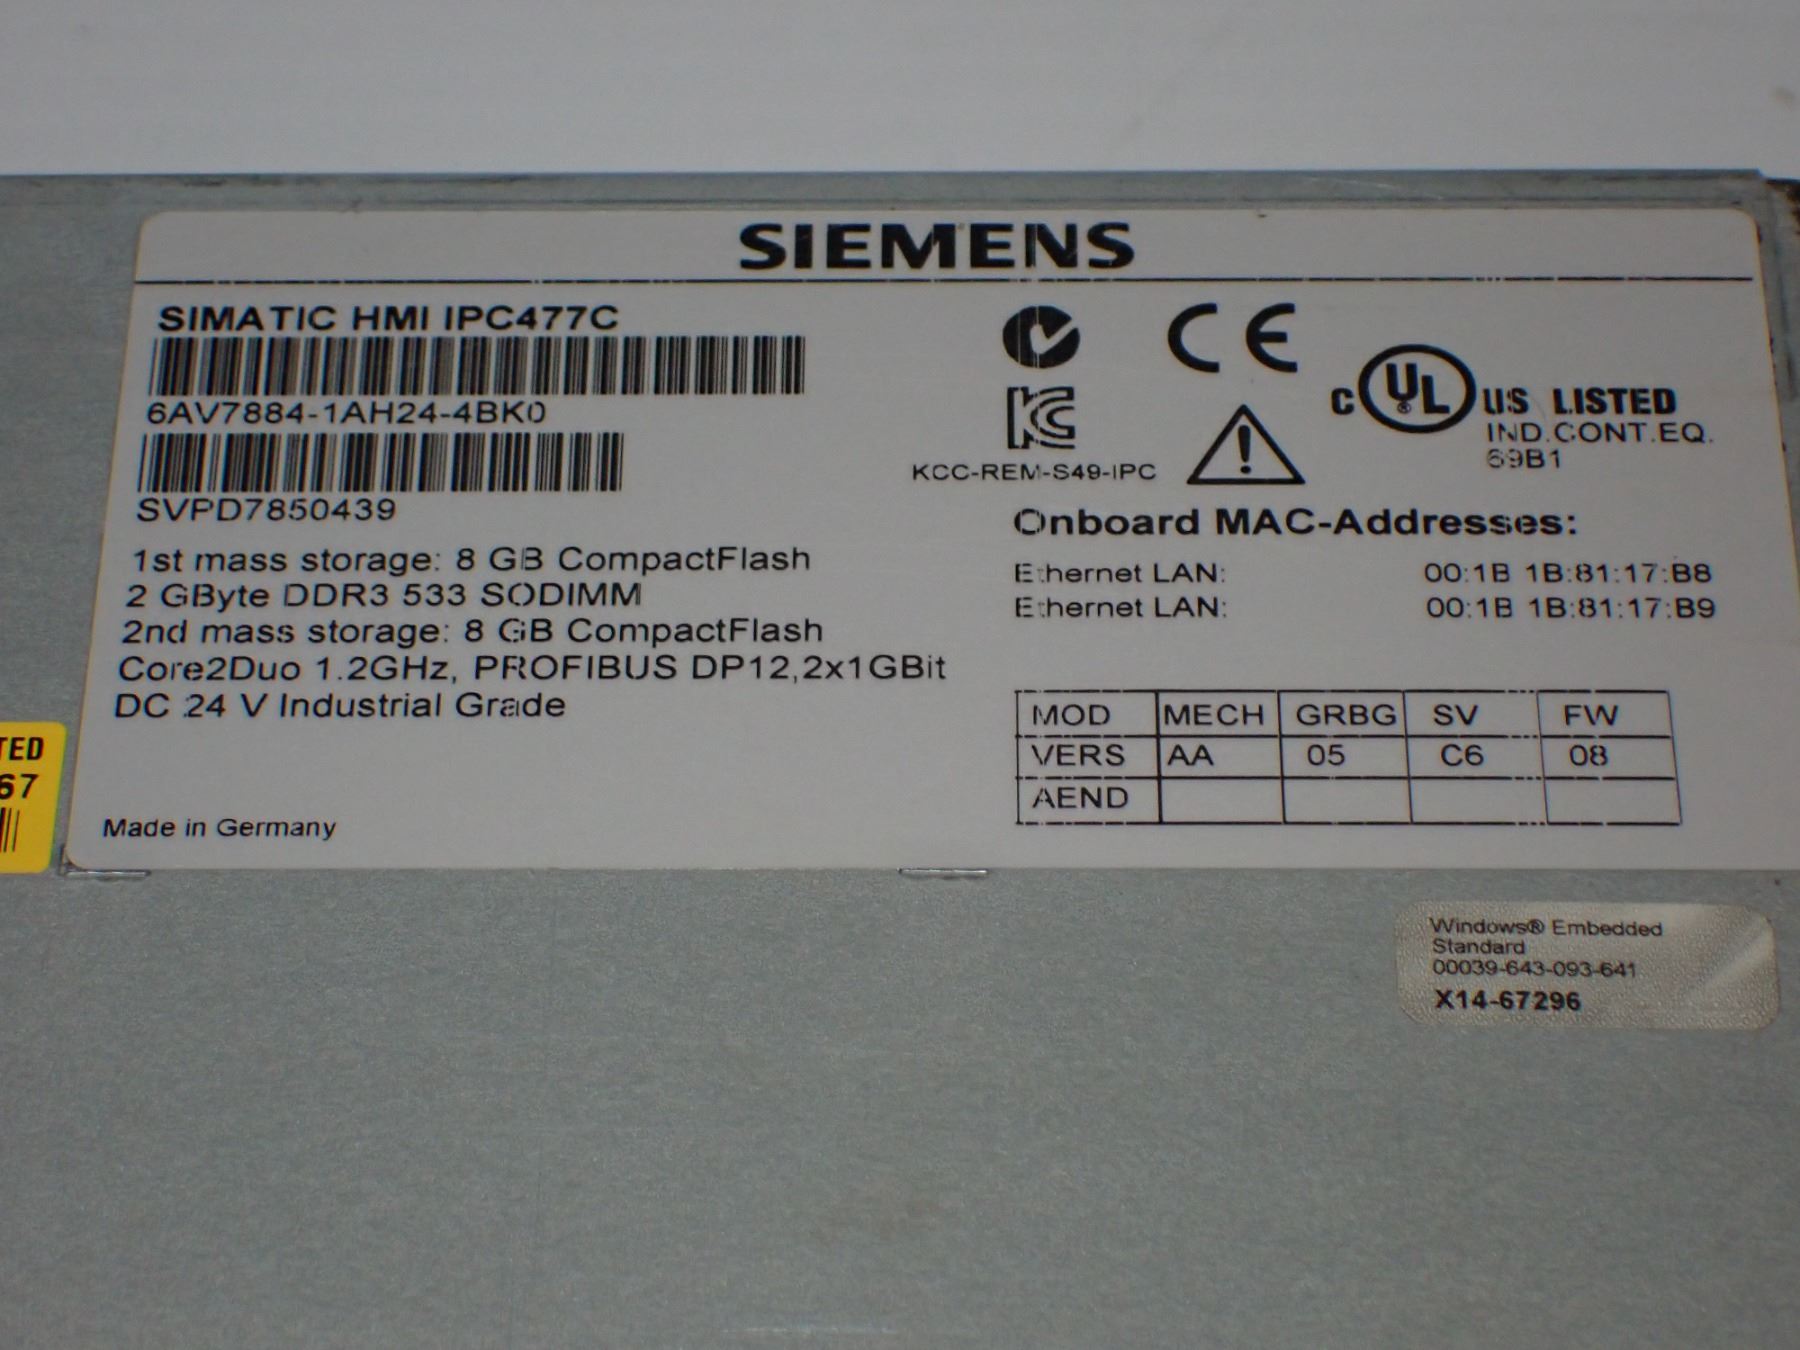 SIEMENS
SIMATIC HMI IPC477C
6AV7884-1AH24-4BK0
SVPD7850439
1st mass storage: 8 GB CompactFlash
2 GByte DDR3 533 SODIMM
2nd mass storage: 8 GB CompactFlash
Core2Duo 1.2GHz, PROFIBUS DP12,2x1GBit
DC 24 V Industrial Grade
Made in Germany
CE
KCC-REM-S49-IPC
C UL US LISTED
IND.CONT.EQ.
69B1
Onboard MAC-Addresses:
Ethernet LAN: 00:1B 1B:81:17:B8
Ethernet LAN: 00:1B 1B:81:17:B9
MOD MECH GRBG SV FW
VERS AA 05 C6 08
AEND
TED
67
Windows® Embedded
Standard
00039-643-093-641
X14-67296